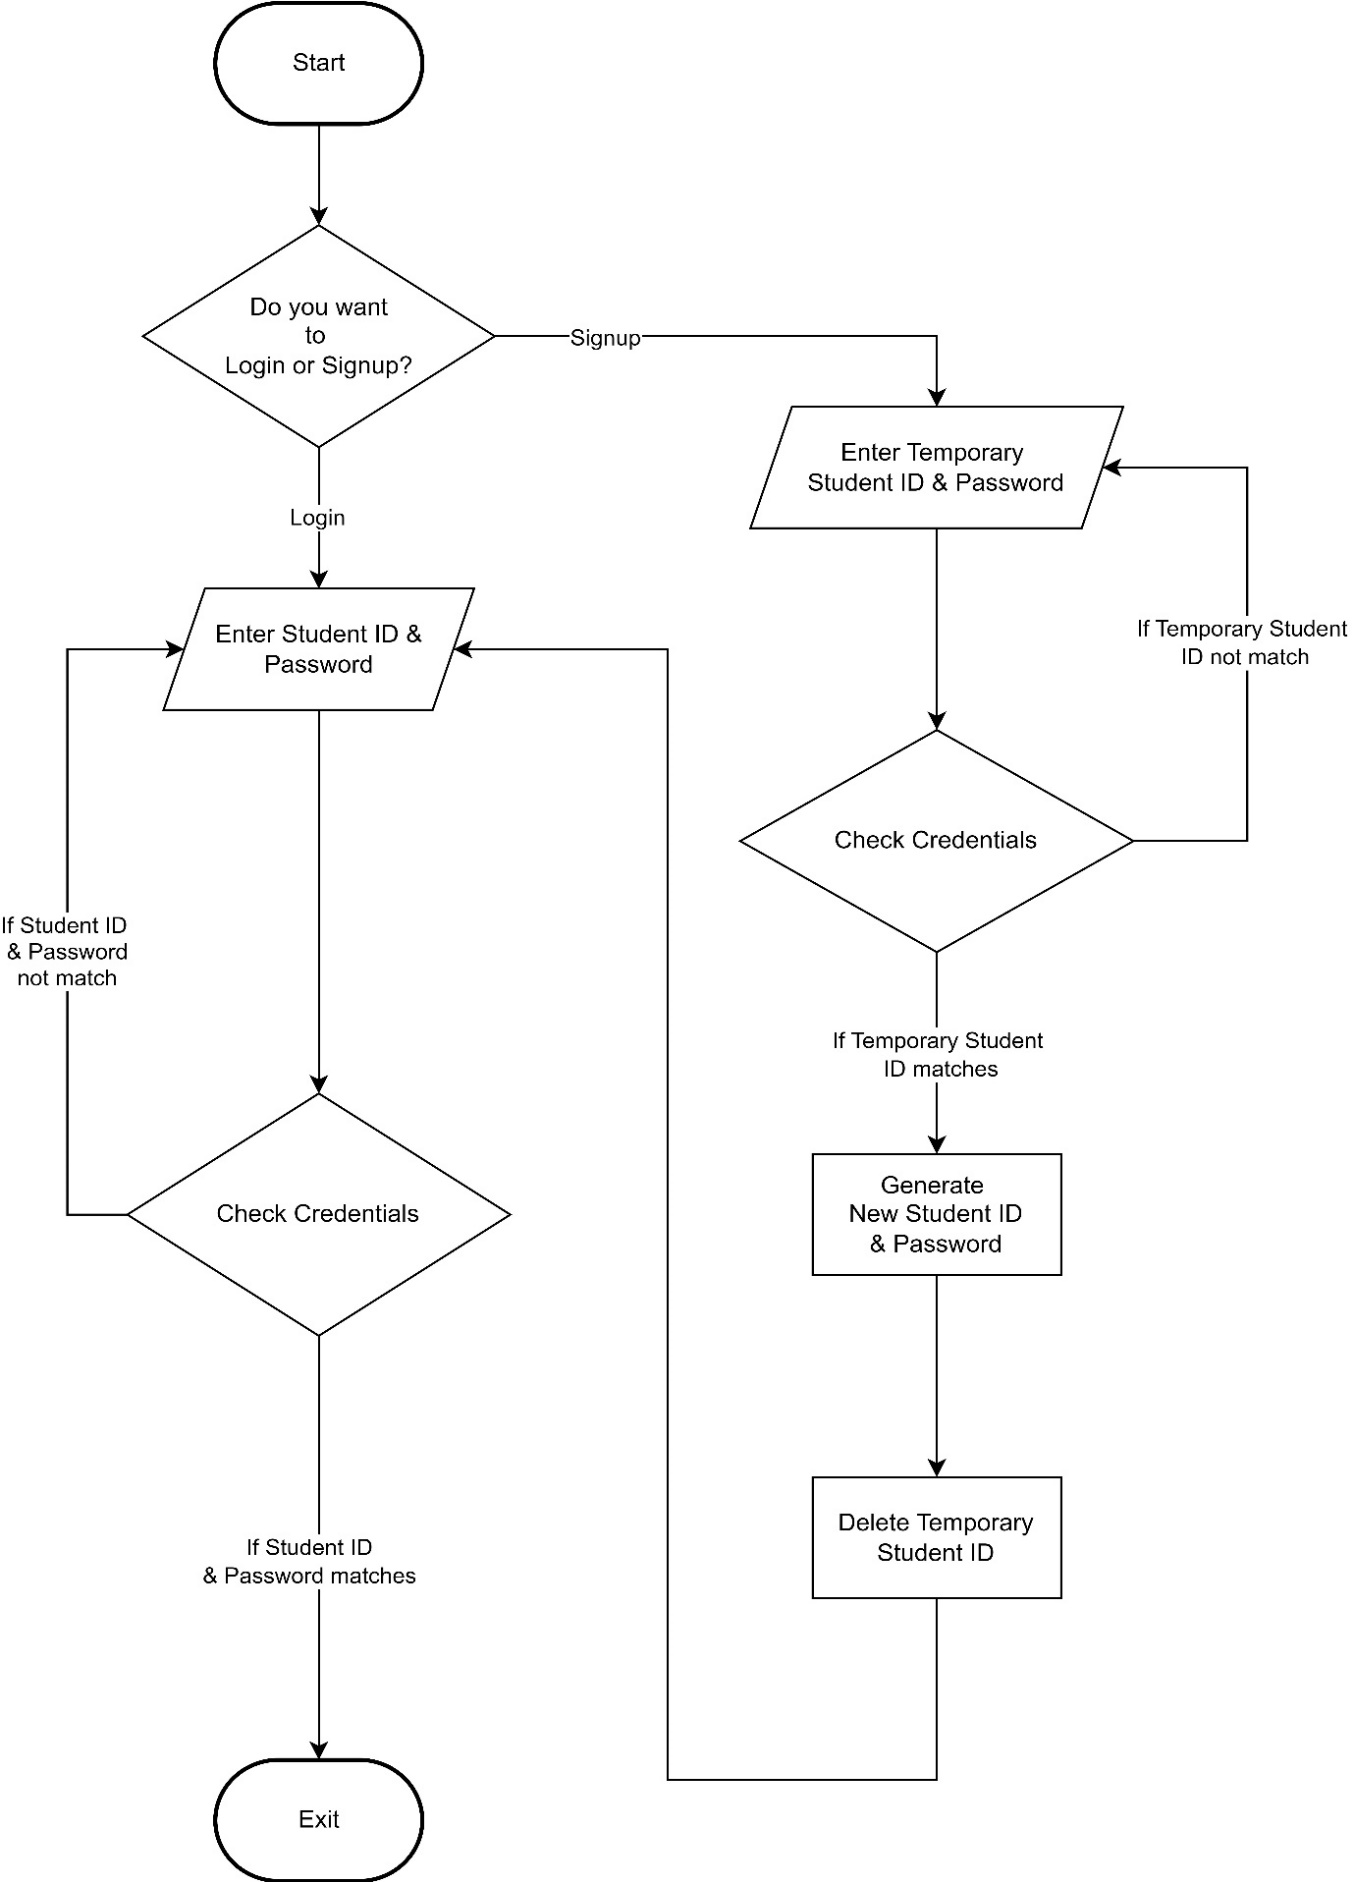 Start
Do you want
to
Login or Signup?
Signup
Enter Temporary
Student ID & Password
Login
Enter Student ID &
Password
If Temporary Student
ID not match
Check Credentials
If Student ID
& Password
not match
If Temporary Student
ID matches
Generate
New Student ID
& Password
Check Credentials
Delete Temporary
Student ID
If Student ID
& Password matches
Exit